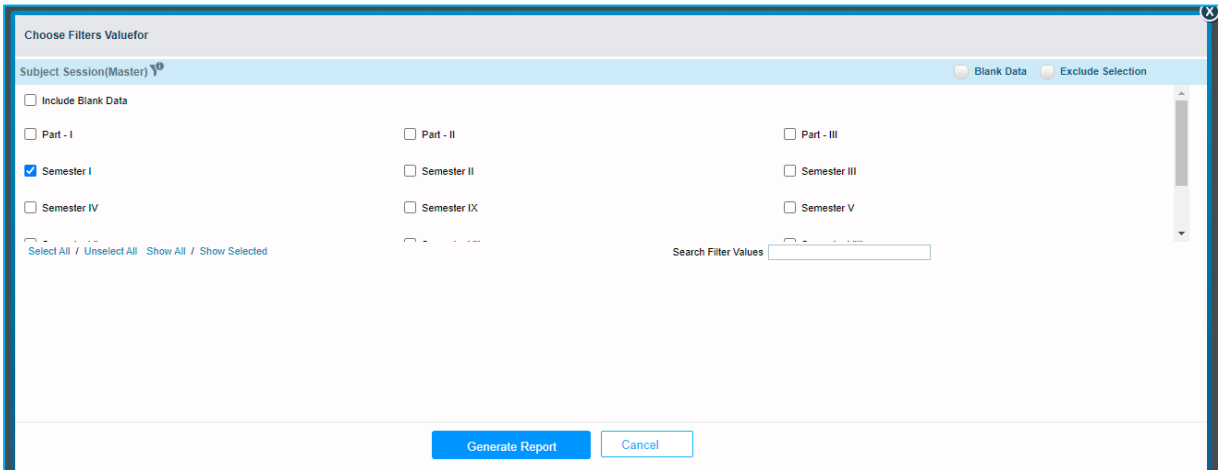 X
Choose Filters Valuefor
Subject Session(Master) Blank Data Exclude Selection
Include Blank Data
Part - I Part - II Part - III
Semester I Semester II Semester III
Semester IV Semester IX Semester V
Select All / Unselect All Show All / Show Selected Search Filter Values
Generate Report Cancel